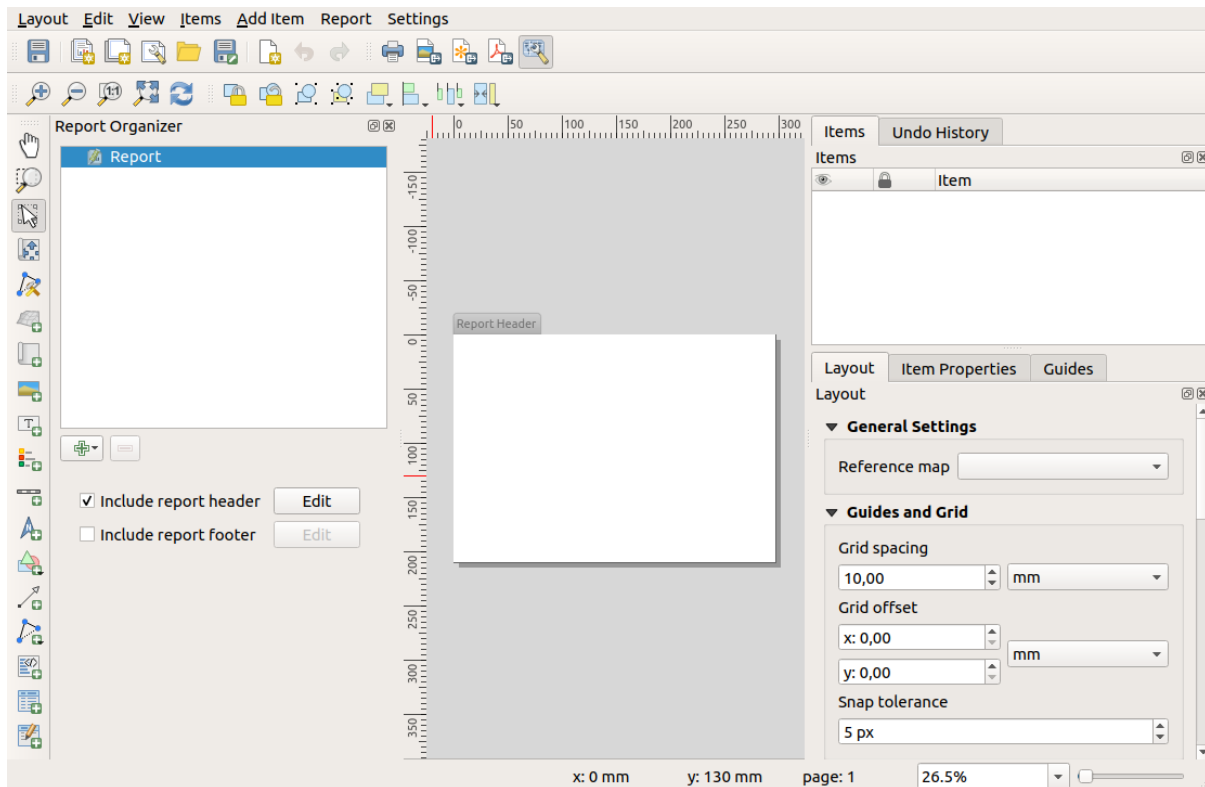 Layout Edit View Items Add Item Report Settings
1:1
Report Organizer
Report
Include report header Edit
Include report footer Edit
0 50 100 150 200 250 300
-150
-100
-50
0
50
100
150
200
250
300
350
Report Header
Items Undo History
Items
Item
Layout Item Properties Guides
Layout
General Settings
Reference map
Guides and Grid
Grid spacing
10,00 mm
Grid offset
x: 0,00
mm
y: 0,00
Snap tolerance
5 px
x: 0 mm y: 130 mm page: 1 26.5%